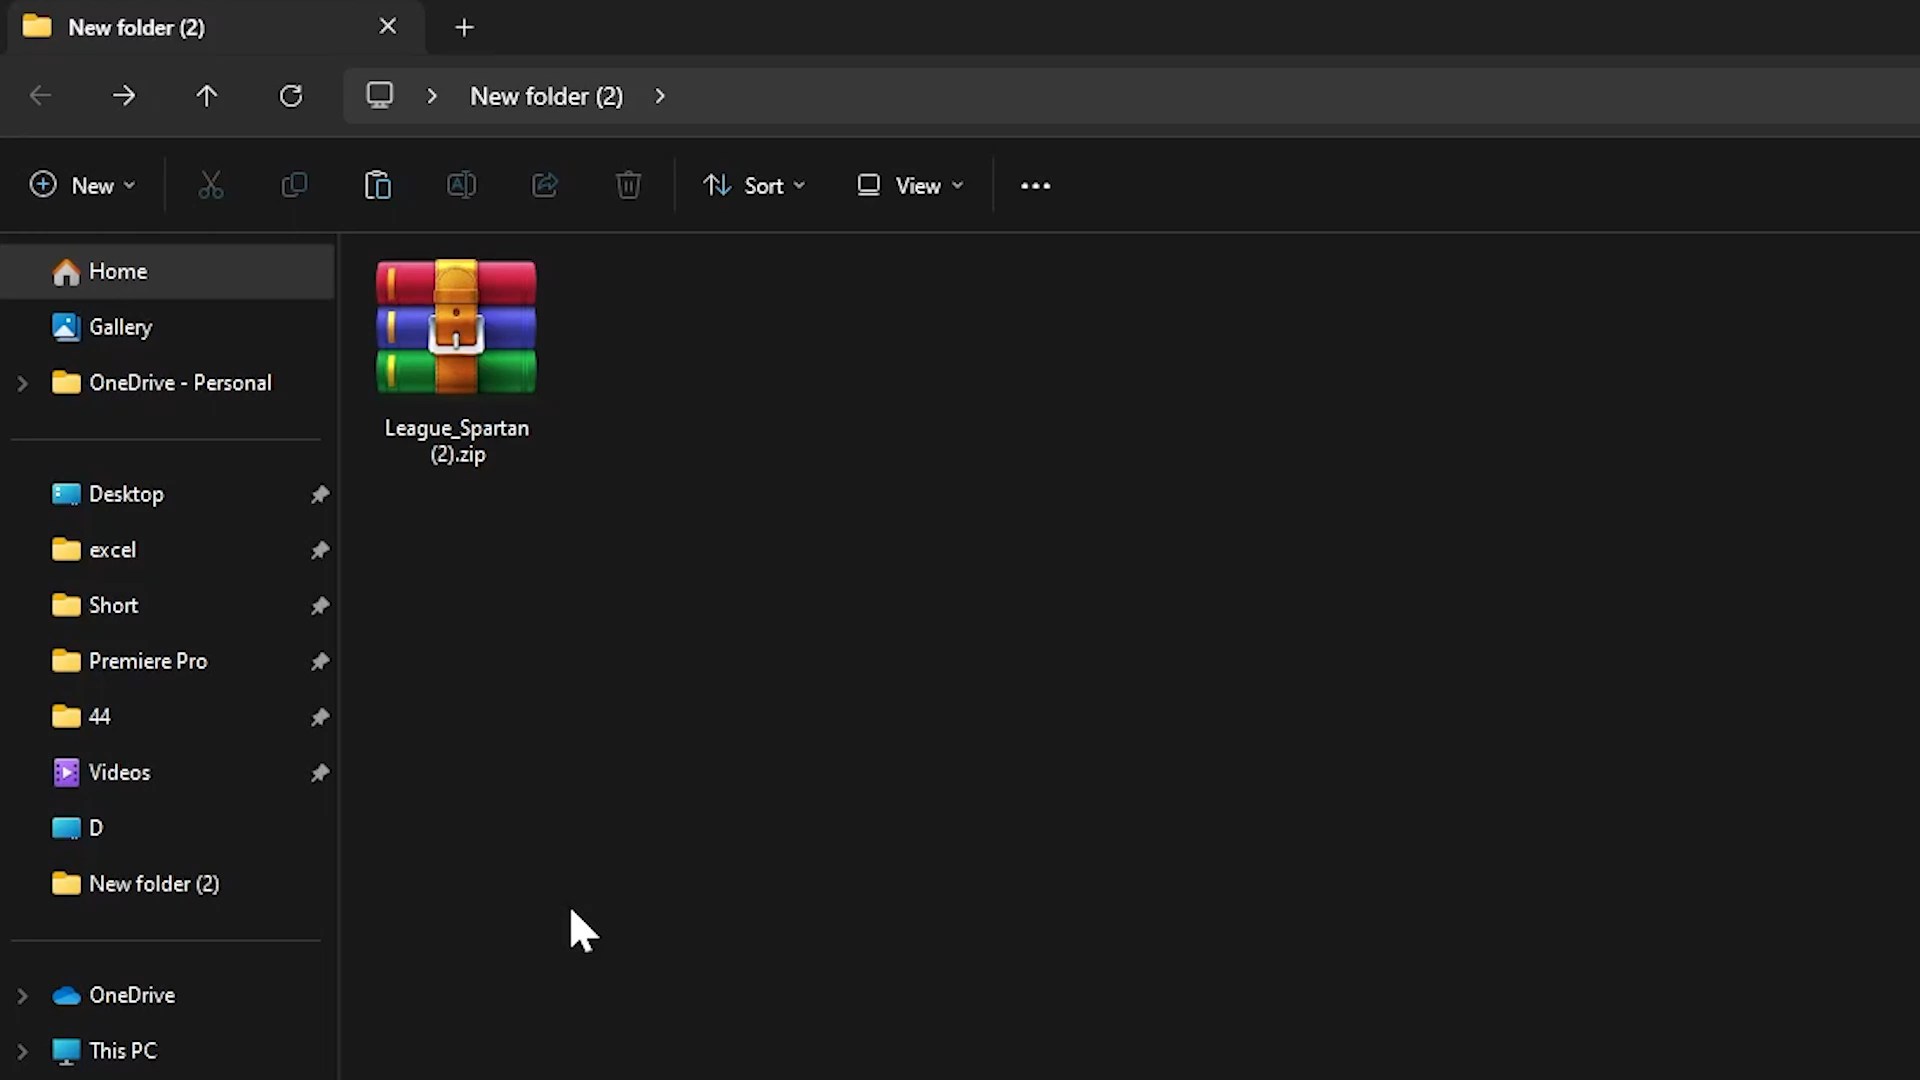 New folder (2)
New folder (2)
New
Sort
View
Home
Gallery
OneDrive - Personal
Desktop
excel
Short
Premiere Pro
44
Videos
D
New folder (2)
OneDrive
This PC
League_Spartan
(2).zip